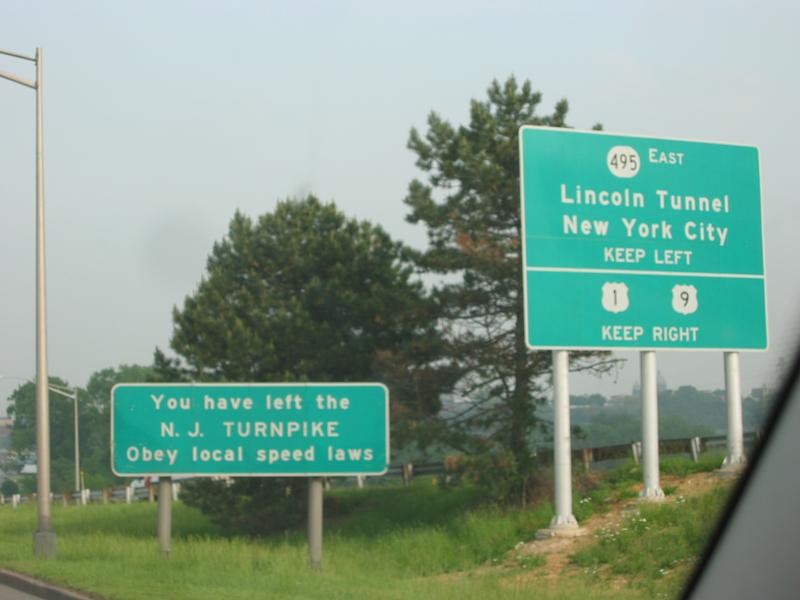 You have left the
N. J. TURNPIKE
Obey local speed laws
495 EAST
Lincoln Tunnel
New York City
KEEP LEFT
1 9
KEEP RIGHT